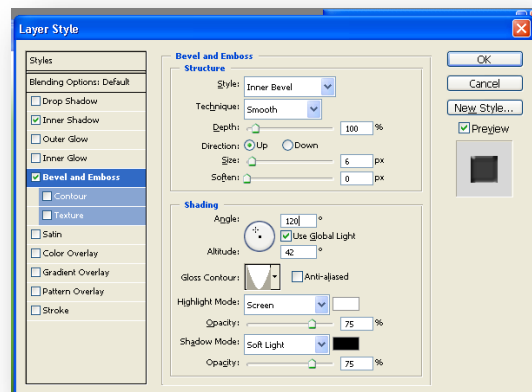 Layer Style
Styles
Blending Options: Default
Drop Shadow
Inner Shadow
Outer Glow
Inner Glow
Bevel and Emboss
Contour
Texture
Satin
Color Overlay
Gradient Overlay
Pattern Overlay
Stroke
Bevel and Emboss
Structure
Style: Inner Bevel
Technique: Smooth
Depth: 100 %
Direction: Up Down
Size: 6 px
Soften: 0 px
Shading
Angle: 120 °
Use Global Light
Altitude: 42 °
Gloss Contour: Anti-aliased
Highlight Mode: Screen
Opacity: 75 %
Shadow Mode: Soft Light
Opacity: 75 %
OK
Cancel
New Style...
Preview